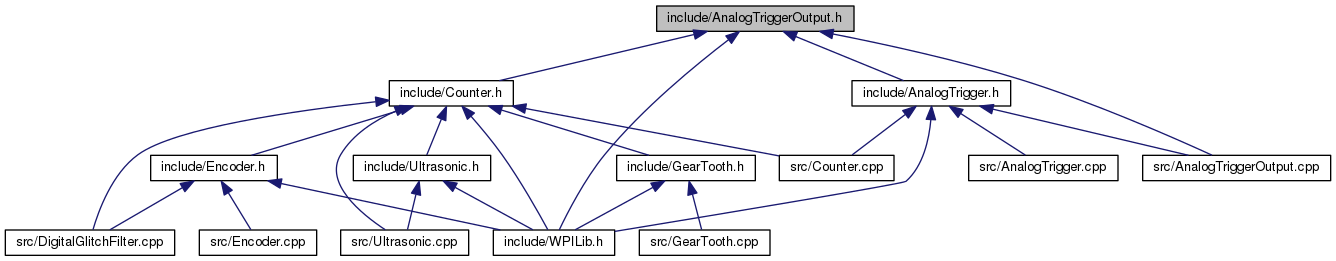 include/AnalogTriggerOutput.h
include/Counter.h
include/AnalogTrigger.h
include/Encoder.h
include/Ultrasonic.h
include/GearTooth.h
src/Counter.cpp
src/AnalogTrigger.cpp
src/AnalogTriggerOutput.cpp
src/DigitalGlitchFilter.cpp
src/Encoder.cpp
src/Ultrasonic.cpp
include/WPILib.h
src/GearTooth.cpp